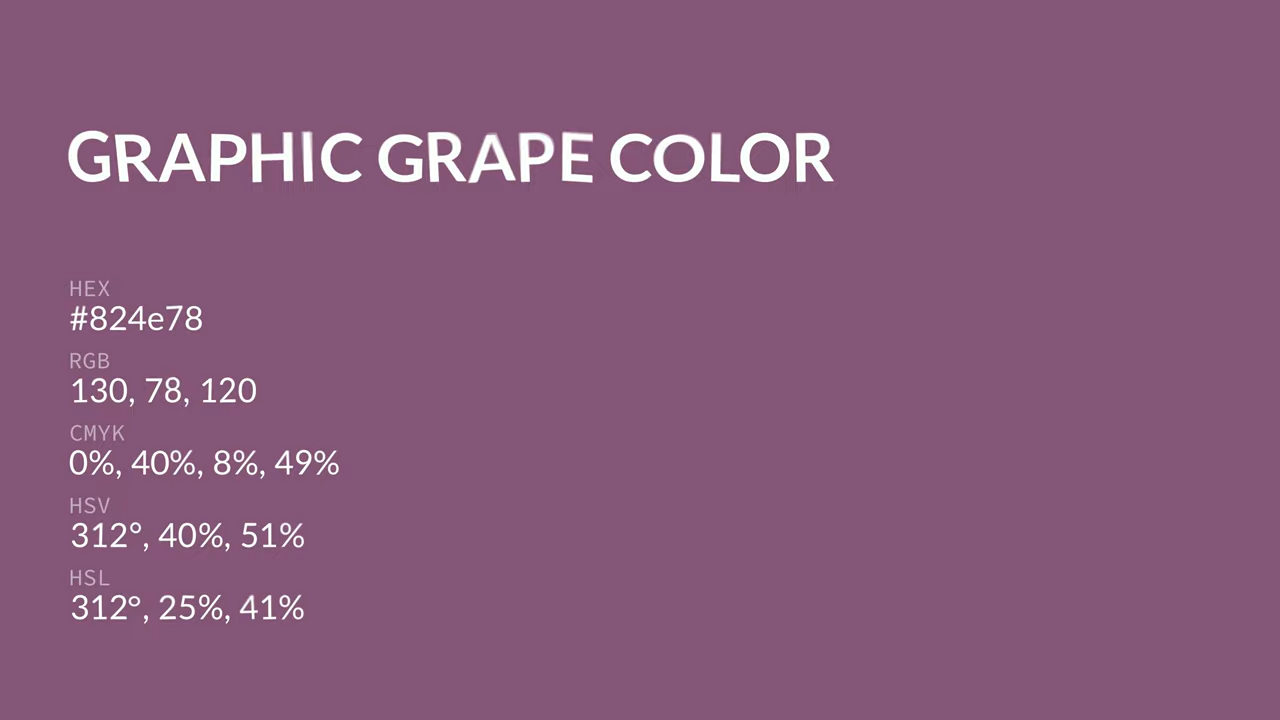 GRAPHIC GRAPE COLOR
HEX
#824e78
RGB
130, 78, 120
CMYK
0%, 40%, 8%, 49%
HSV
312°, 40%, 51%
HSL
312°, 25%, 41%